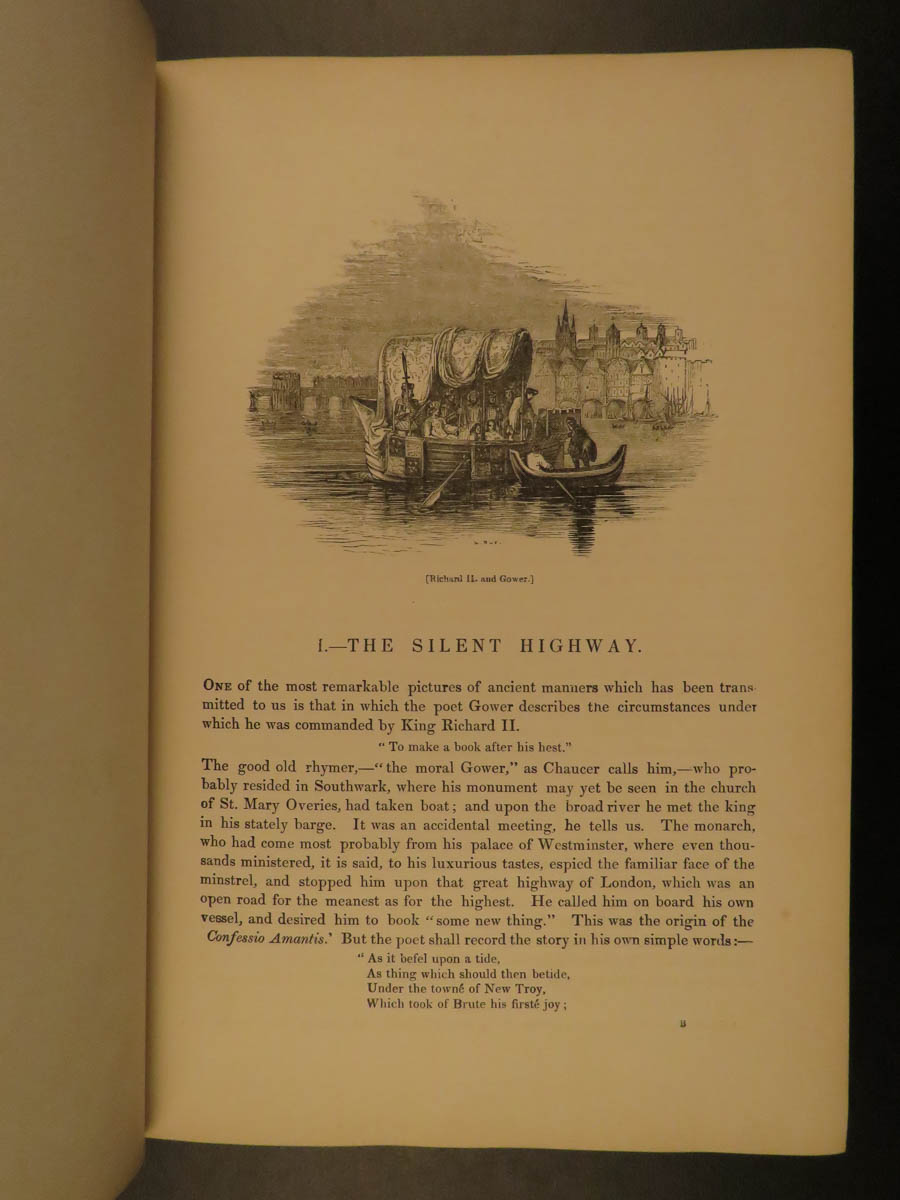 [Richard II. and Gower.]
I.—THE SILENT HIGHWAY.
ONE of the most remarkable pictures of ancient manners which has been trans-
mitted to us is that in which the poet Gower describes the circumstances under
which he was commanded by King Richard II.
" To make a book after his hest."
The good old rhymer,—"the moral Gower," as Chaucer calls him,—who pro-
bably resided in Southwark, where his monument may yet be seen in the church
of St. Mary Overies, had taken boat; and upon the broad river he met the king
in his stately barge. It was an accidental meeting, he tells us. The monarch,
who had come most probably from his palace of Westminster, where even thou-
sands ministered, it is said, to his luxurious tastes, espied the familiar face of the
minstrel, and stopped him upon that great highway of London, which was an
open road for the meanest as for the highest. He called him on board his own
vessel, and desired him to book "some new thing." This was the origin of the
Confessio Amantis.' But the poet shall record the story in his own simple words:—
" As it befel upon a tide,
As thing which should then betide,
Under the towné of New Troy,
Which took of Brute his firsté joy;
B